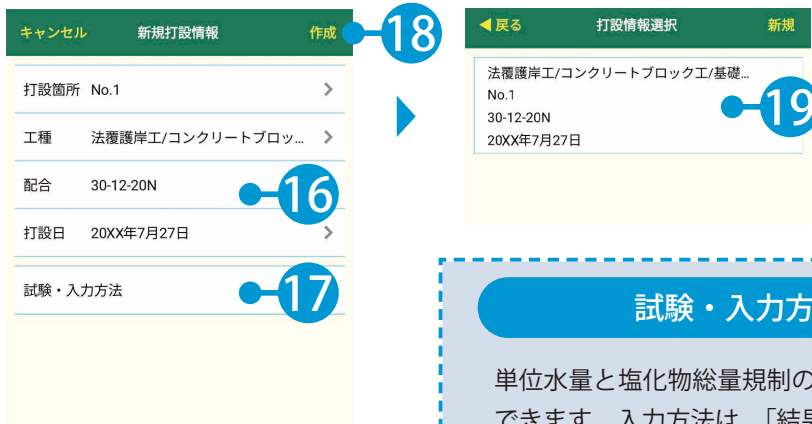 キャンセル 新規打設情報 作成 18
打設箇所 No.1
工種 法覆護岸工/コンクリートブロッ...
配合 30-12-20N 16
打設日 20XX年7月27日
試験・入力方法 17
戻る 打設情報選択 新規
法覆護岸工/コンクリートブロック工/基礎...
No.1
30-12-20N
20XX年7月27日
19
試験・入力方
単位水量と塩化物総量規制の
できます。入力方法は、「結